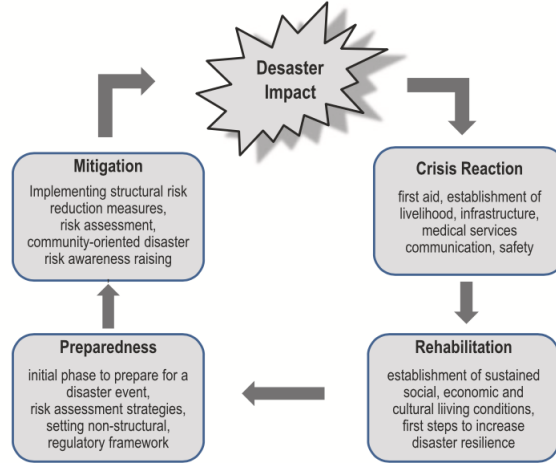 Desaster
Impact
Mitigation
Implementing structural risk
reduction measures,
risk assessment,
community-oriented disaster
risk awareness raising
Crisis Reaction
first aid, establishment of
livelihood, infrastructure,
medical services
communication, safety
Preparedness
initial phase to prepare for a
disaster event,
risk assessment strategies,
setting non-structural,
regulatory framework
Rehabilitation
establishment of sustained
social, economic and
cultural liiving conditions,
first steps to increase
disaster resilience